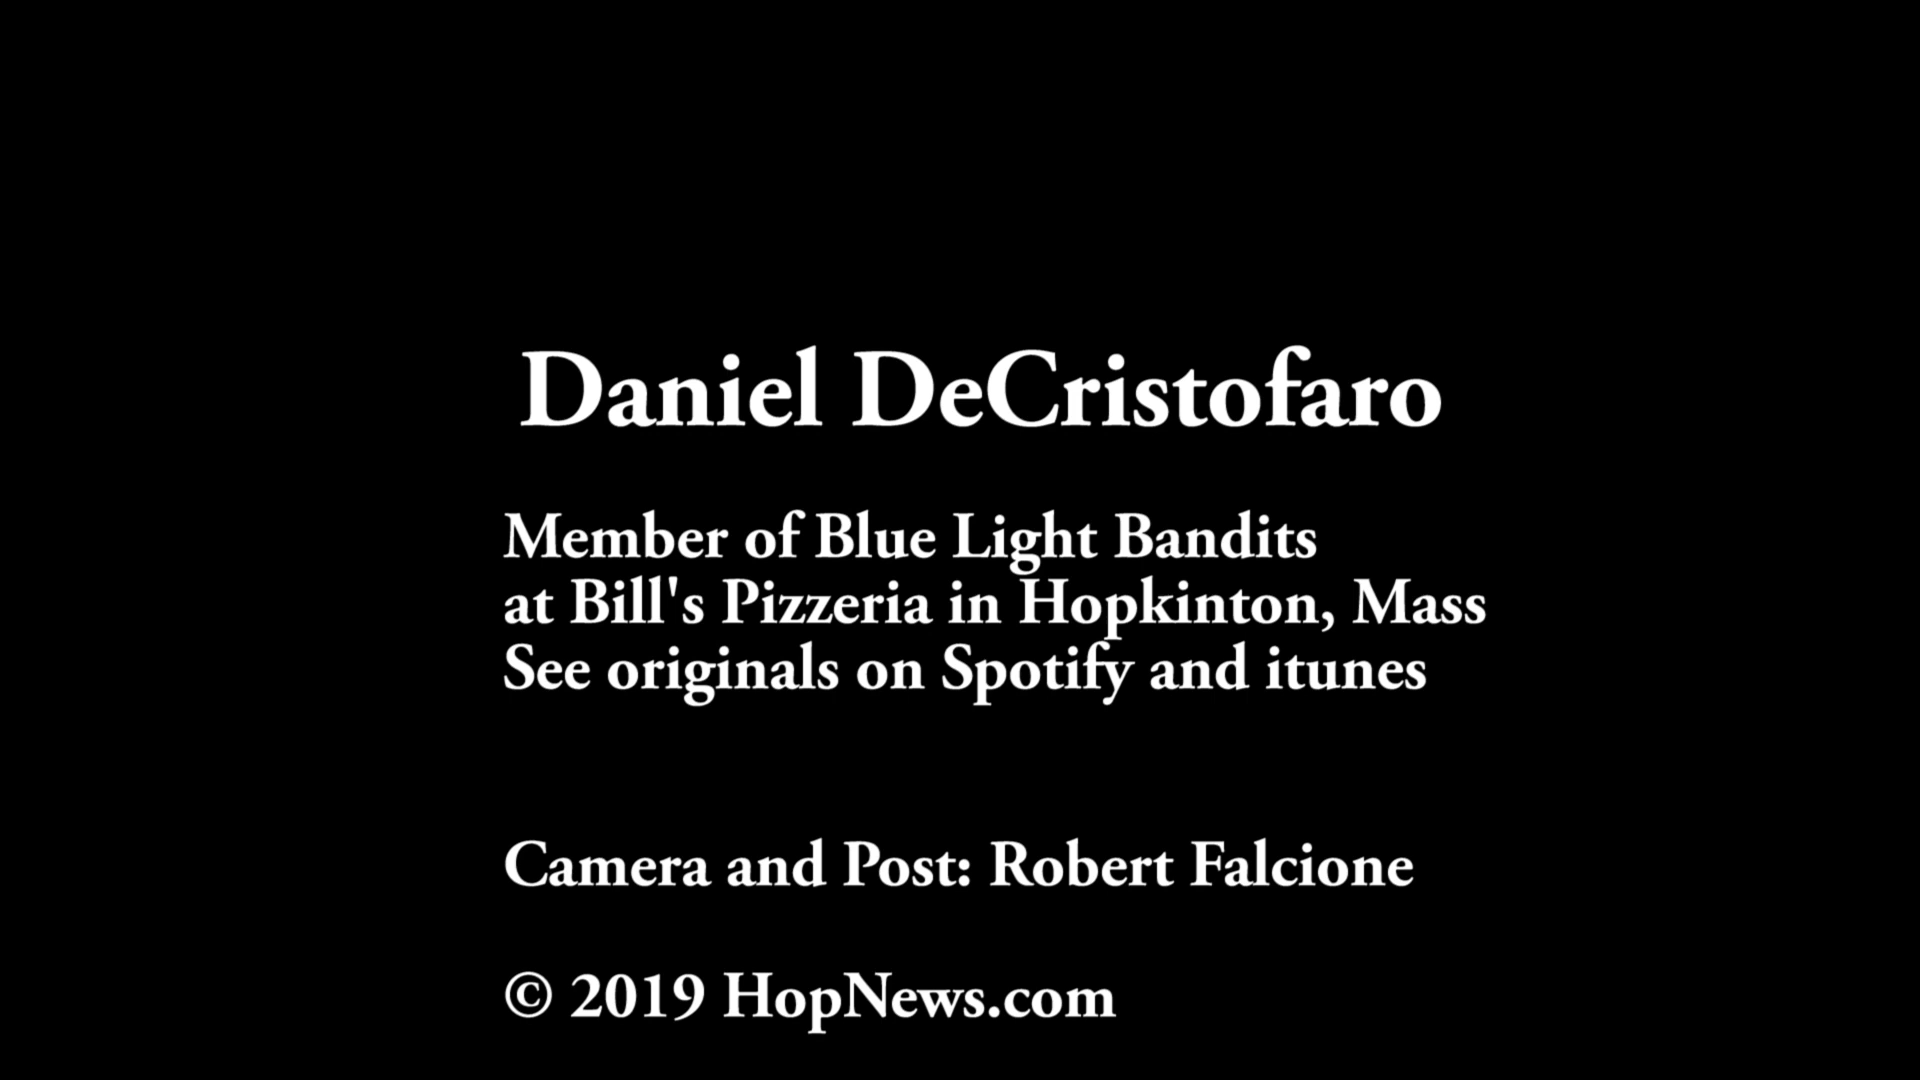 Daniel DeCristofaro
Member of Blue Light Bandits
at Bill's Pizzeria in Hopkinton, Mass
See originals on Spotify and itunes
Camera and Post: Robert Falcione
© 2019 HopNews.com